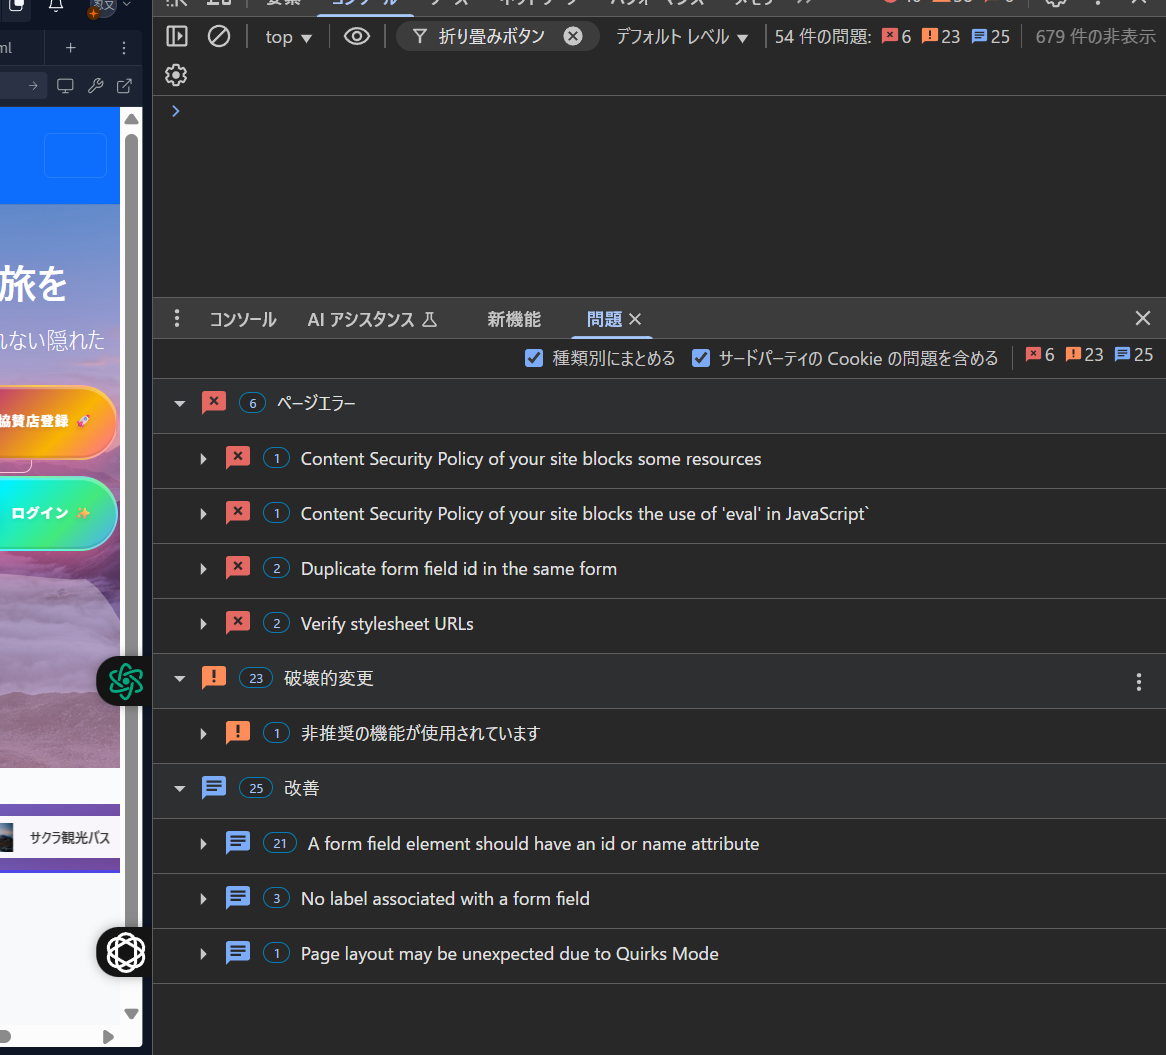 top
折り畳みボタン
デフォルト レベル
54 件の問題: 6 23 25
679 件の非表示
旅を
れない隠れた
協賛店登録 🚀
ログイン ✨
サクラ観光バス
コンソール
AI アシスタンス
新機能
問題
種類別にまとめる
サードパーティの Cookie の問題を含める
6 23 25
6 ページエラー
1 Content Security Policy of your site blocks some resources
1 Content Security Policy of your site blocks the use of 'eval' in JavaScript`
2 Duplicate form field id in the same form
2 Verify stylesheet URLs
23 破壊的変更
1 非推奨の機能が使用されています
25 改善
21 A form field element should have an id or name attribute
3 No label associated with a form field
1 Page layout may be unexpected due to Quirks Mode